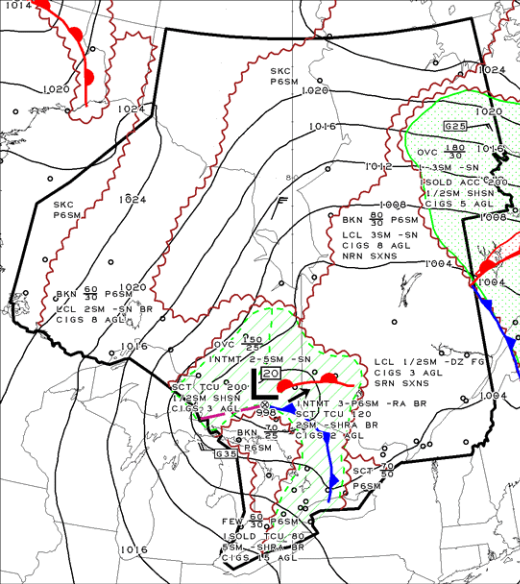 1014
1020
1024
SKC
P6SM
1020
1024
1020
G25
1016
1016
OVC 180/30
1-3SM -SN
ISOLD ACC 200
1/2SM SHSN
CIGS 5 AGL
1012
1024
SKC
P6SM
1008
1008
BKN 80/30 P6SM
LCL 3SM -SN
CIGS 8 AGL
NRN SXNS
1004
1004
BKN 60/30 P6SM
LCL 2SM -SN BR
CIGS 8 AGL
1020
1016
OVC 150/25
INTMT 2-5SM -SN
SCT TCU 200
1/2SM SHSN
CIGS 3 AGL
L
20
998
LCL 1/2SM -DZ FG
CIGS 3 AGL
SRN SXNS
INTMT 3-P6SM -RA BR
SCT TCU 120
2SM -SHRA BR
CIGS 2 AGL
1004
BKN 70/25
P6SM
G35
SCT 70/50
P6SM
FEW 60/30 P6SM
ISOLD TCU 80
5SM -SHRA BR
CIGS 15 AGL
1016